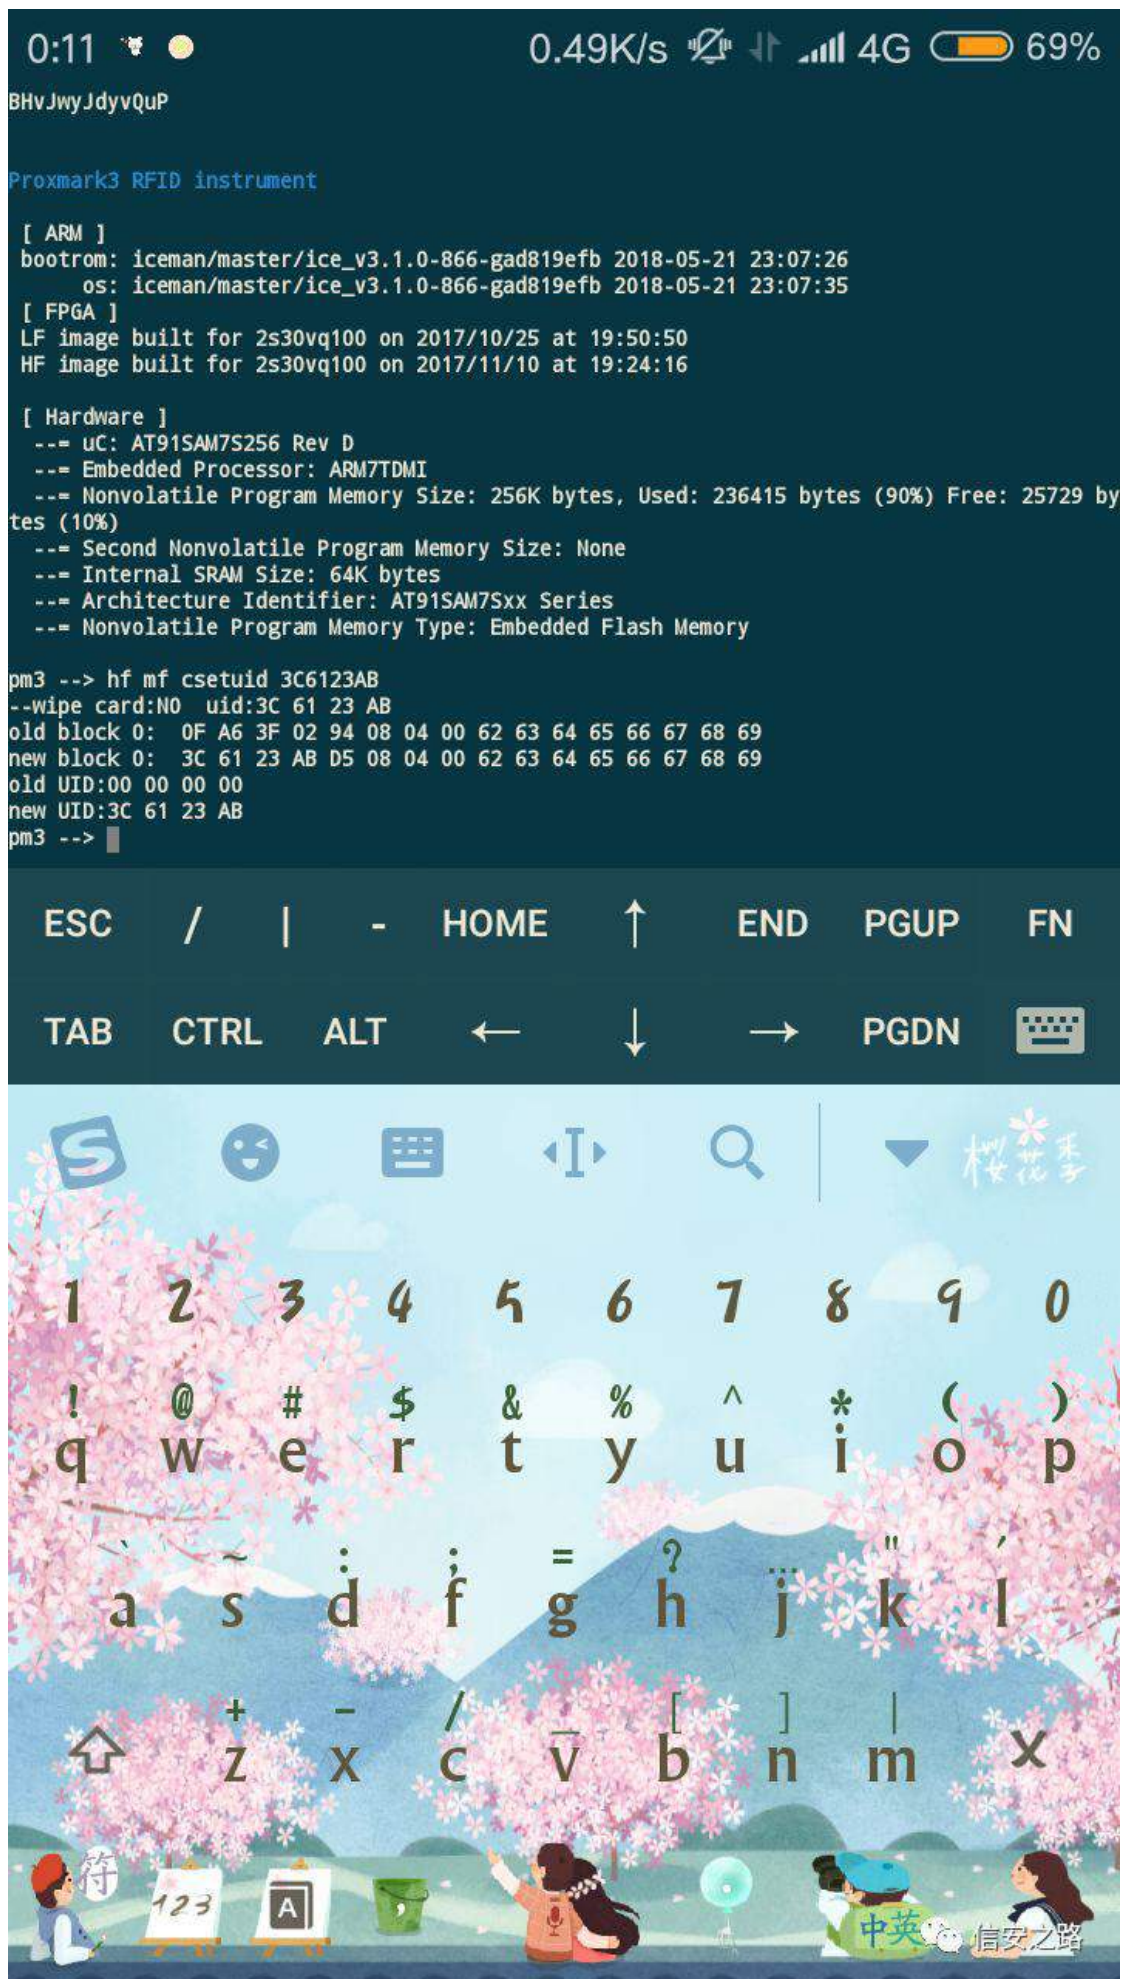 0:11 0.49K/s 4G 69%
BHvJwyJdyvQuP
Proxmark3 RFID instrument
[ ARM ]
bootrom: iceman/master/ice_v3.1.0-866-gad819efb 2018-05-21 23:07:26
os: iceman/master/ice_v3.1.0-866-gad819efb 2018-05-21 23:07:35
[ FPGA ]
LF image built for 2s30vq100 on 2017/10/25 at 19:50:50
HF image built for 2s30vq100 on 2017/11/10 at 19:24:16
[ Hardware ]
--= uC: AT91SAM7S256 Rev D
--= Embedded Processor: ARM7TDMI
--= Nonvolatile Program Memory Size: 256K bytes, Used: 236415 bytes (90%) Free: 25729 by
tes (10%)
--= Second Nonvolatile Program Memory Size: None
--= Internal SRAM Size: 64K bytes
--= Architecture Identifier: AT91SAM7Sxx Series
--= Nonvolatile Program Memory Type: Embedded Flash Memory
pm3 --> hf mf csetuid 3C6123AB
--wipe card:NO  uid:3C 61 23 AB
old block 0:  0F A6 3F 02 94 08 04 00 62 63 64 65 66 67 68 69
new block 0:  3C 61 23 AB D5 08 04 00 62 63 64 65 66 67 68 69
old UID:00 00 00 00
new UID:3C 61 23 AB
pm3 -->
ESC / | - HOME ↑ END PGUP FN
TAB CTRL ALT ← ↓ → PGDN
S 樱花季
1 2 3 4 5 6 7 8 9 0
! @ # $ & % ^ * ( )
q w e r t y u i o p
` ~ : ; = ? … " ′
a s d f g h j k l
+ - / _ [ ] |
z x c v b n m x
符 123 A , 中英 信安之路